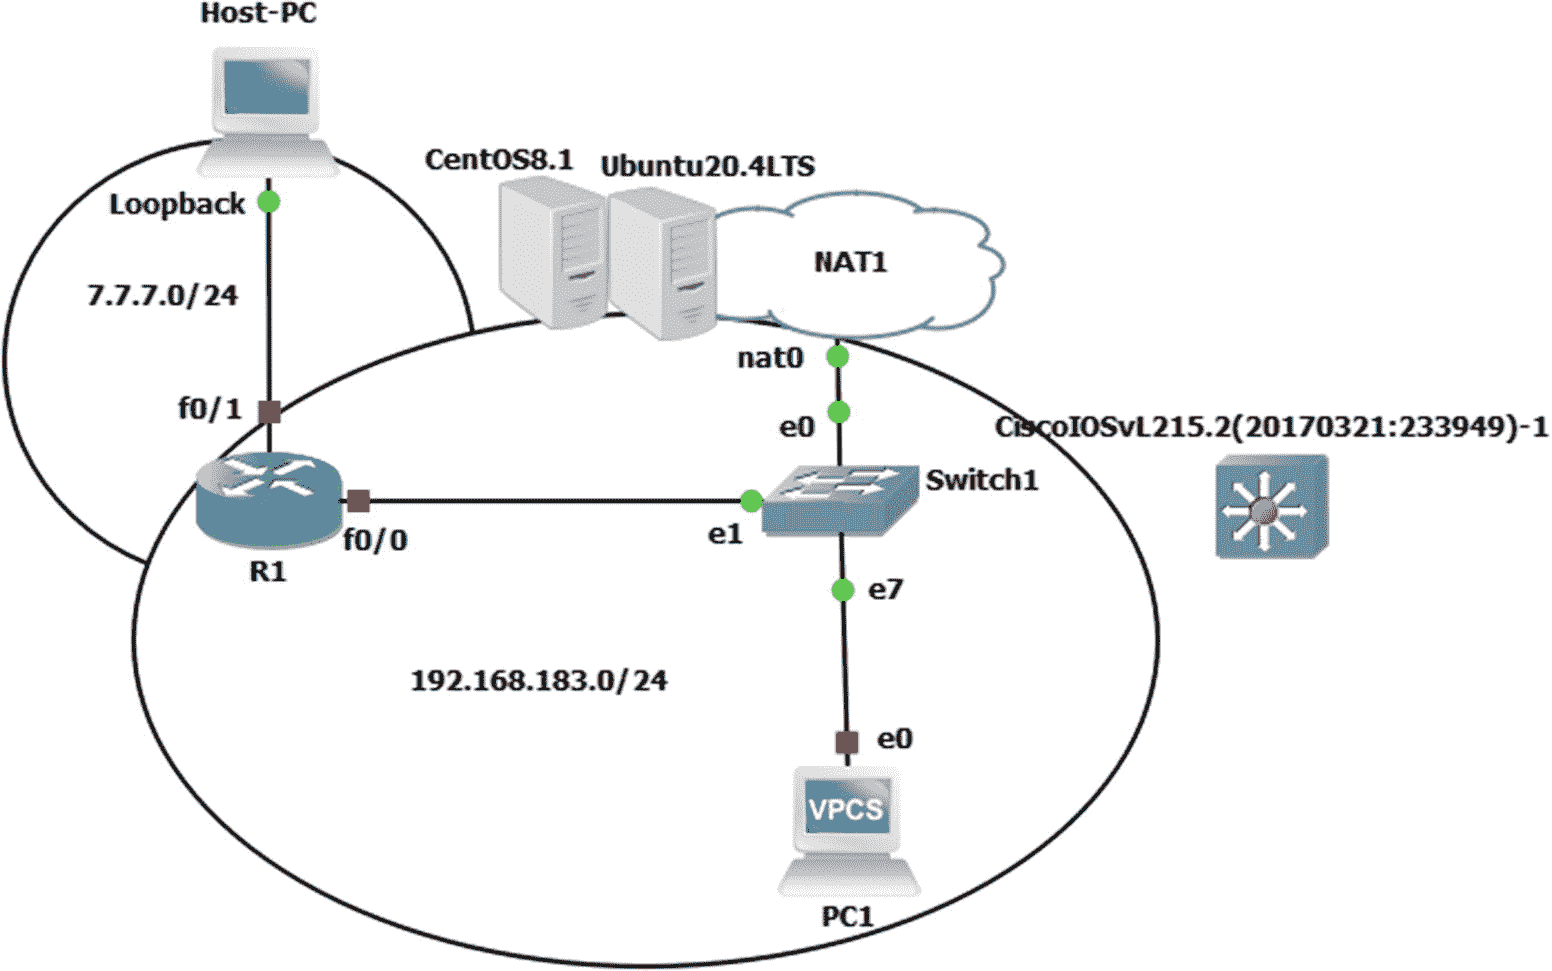 Host-PC
CentOS8.1
Ubuntu20.4LTS
Loopback
NAT1
7.7.7.0/24
nat0
f0/1
e0
CiscoIOSvL215.2(20170321:233949)-1
Switch1
f0/0
e1
R1
e7
192.168.183.0/24
e0
VPCS
PC1